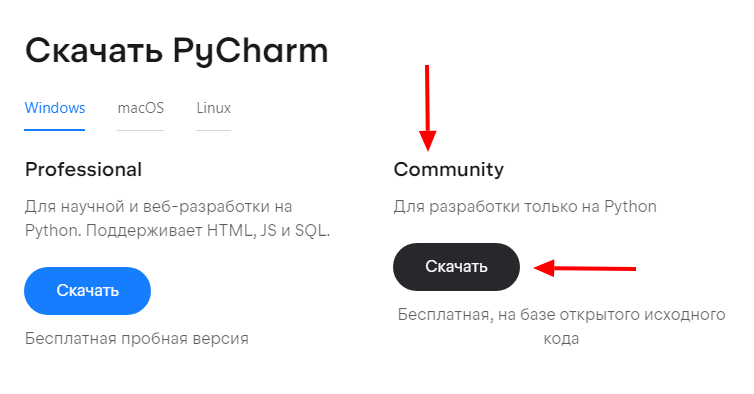 Скачать PyCharm
Windows macOS Linux
Professional
Для научной и веб-разработки на
Python. Поддерживает HTML, JS и SQL.
Скачать
Бесплатная пробная версия
Community
Для разработки только на Python
Скачать
Бесплатная, на базе открытого исходного
кода